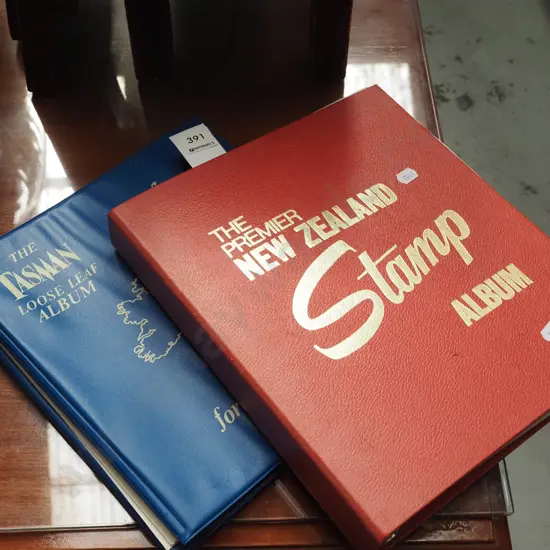 THE
TASMAN
LOOSE LEAF
ALBUM
for
391
THE
PREMIER
NEW ZEALAND
Stamp
ALBUM